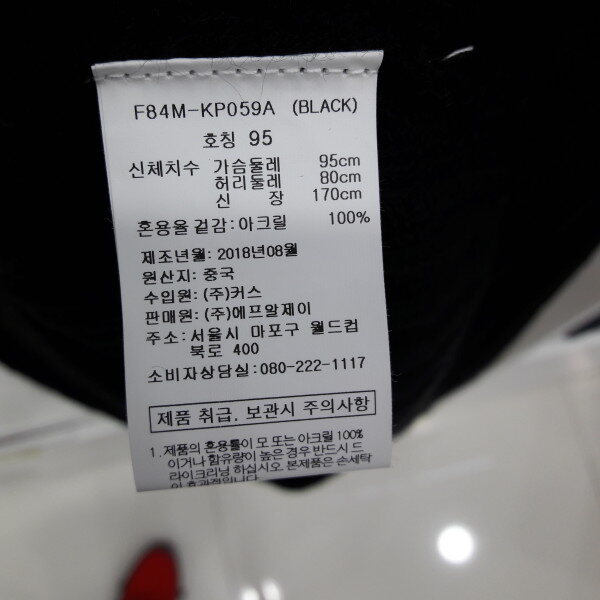 F84M-KP059A (BLACK)
호칭 95
신체치수 가슴둘레 95cm
허리둘레 80cm
신 장 170cm
혼용율 겉감:아크릴 100%
제조년월: 2018년08월
원산지: 중국
수입원: (주)커스
판매원: (주)에프알제이
주소: 서울시 마포구 월드컵
북로 400
소비자상담실:080-222-1117
제품 취급, 보관시 주의사항
1. 제품의 혼용률이 모 또는 아크릴 100%
이거나 함유량이 높은 경우 반드시 드
라이크리닝 하십시오. 본제품은 손세탁
이 효과적입니다.